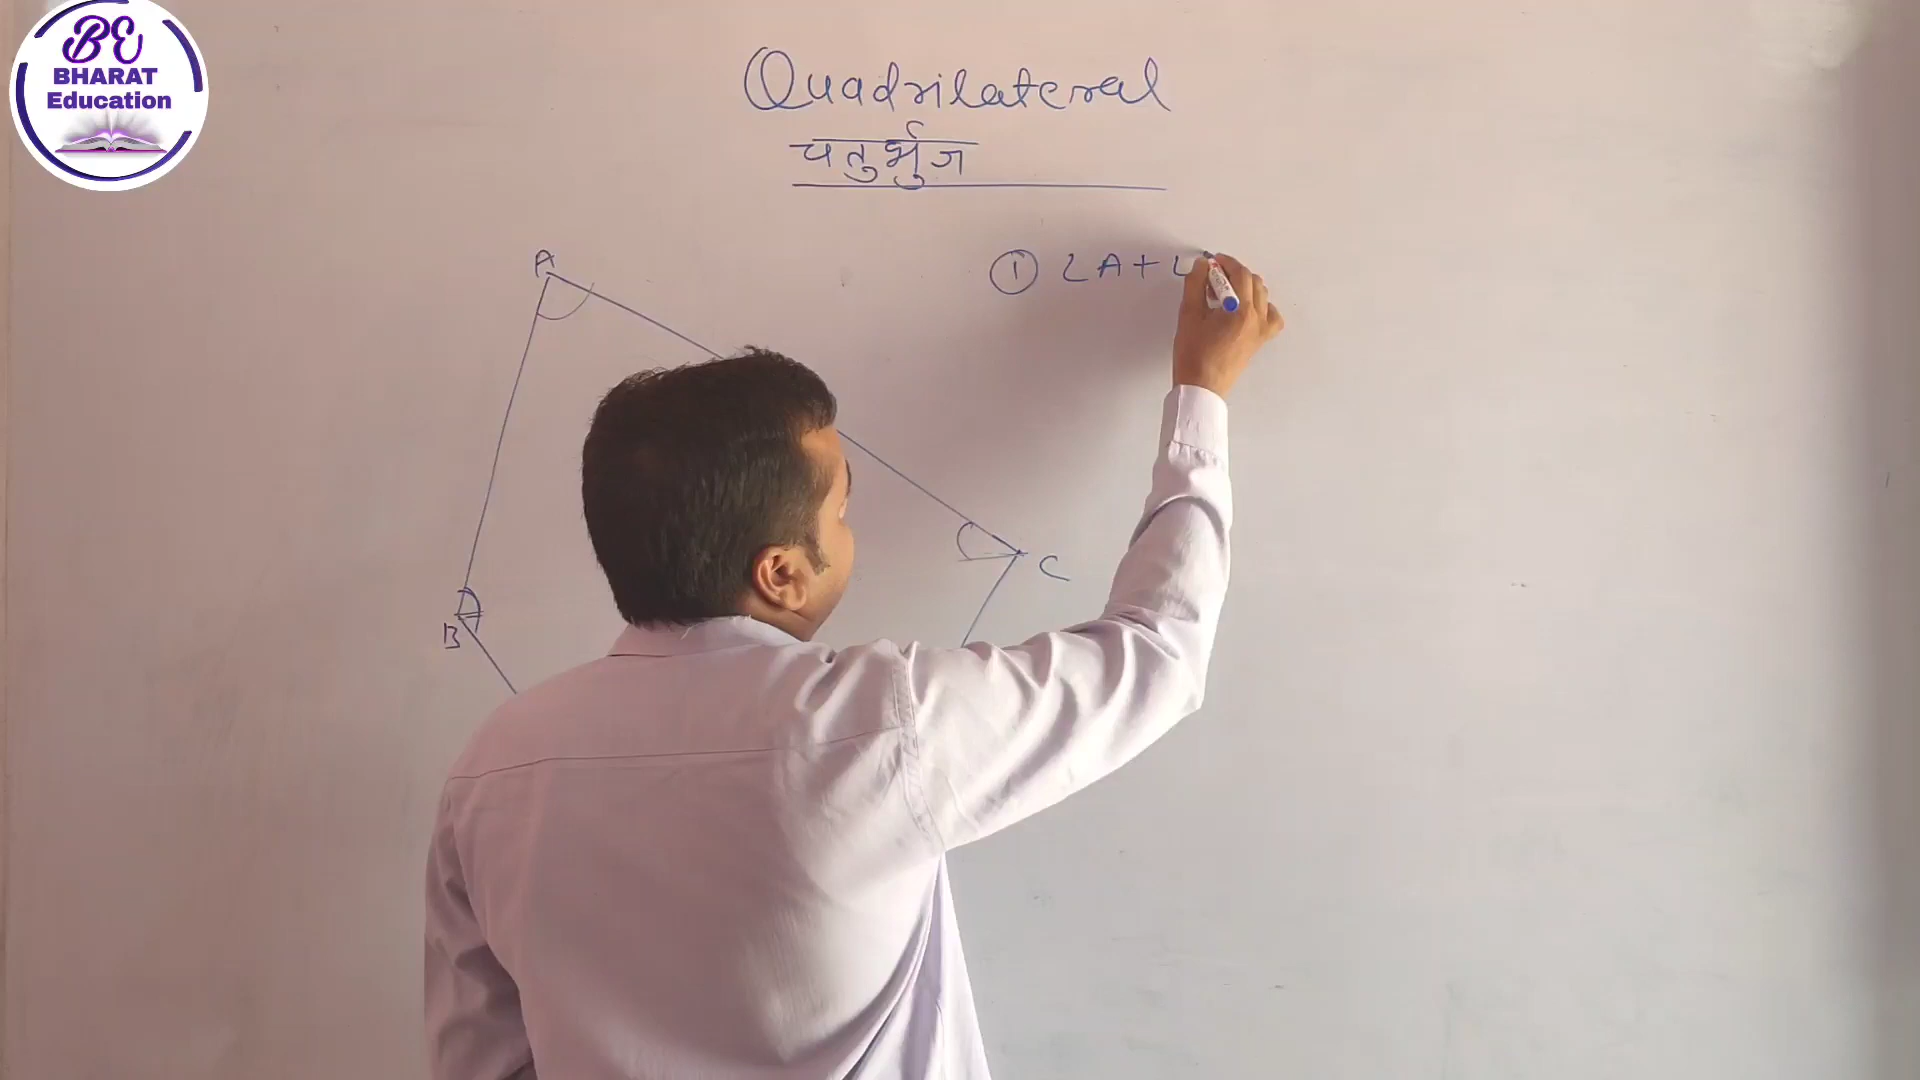 BE
BHARAT
Education
Quadrilateral
चतुर्भुज
A
① ∠A+∠
C
B